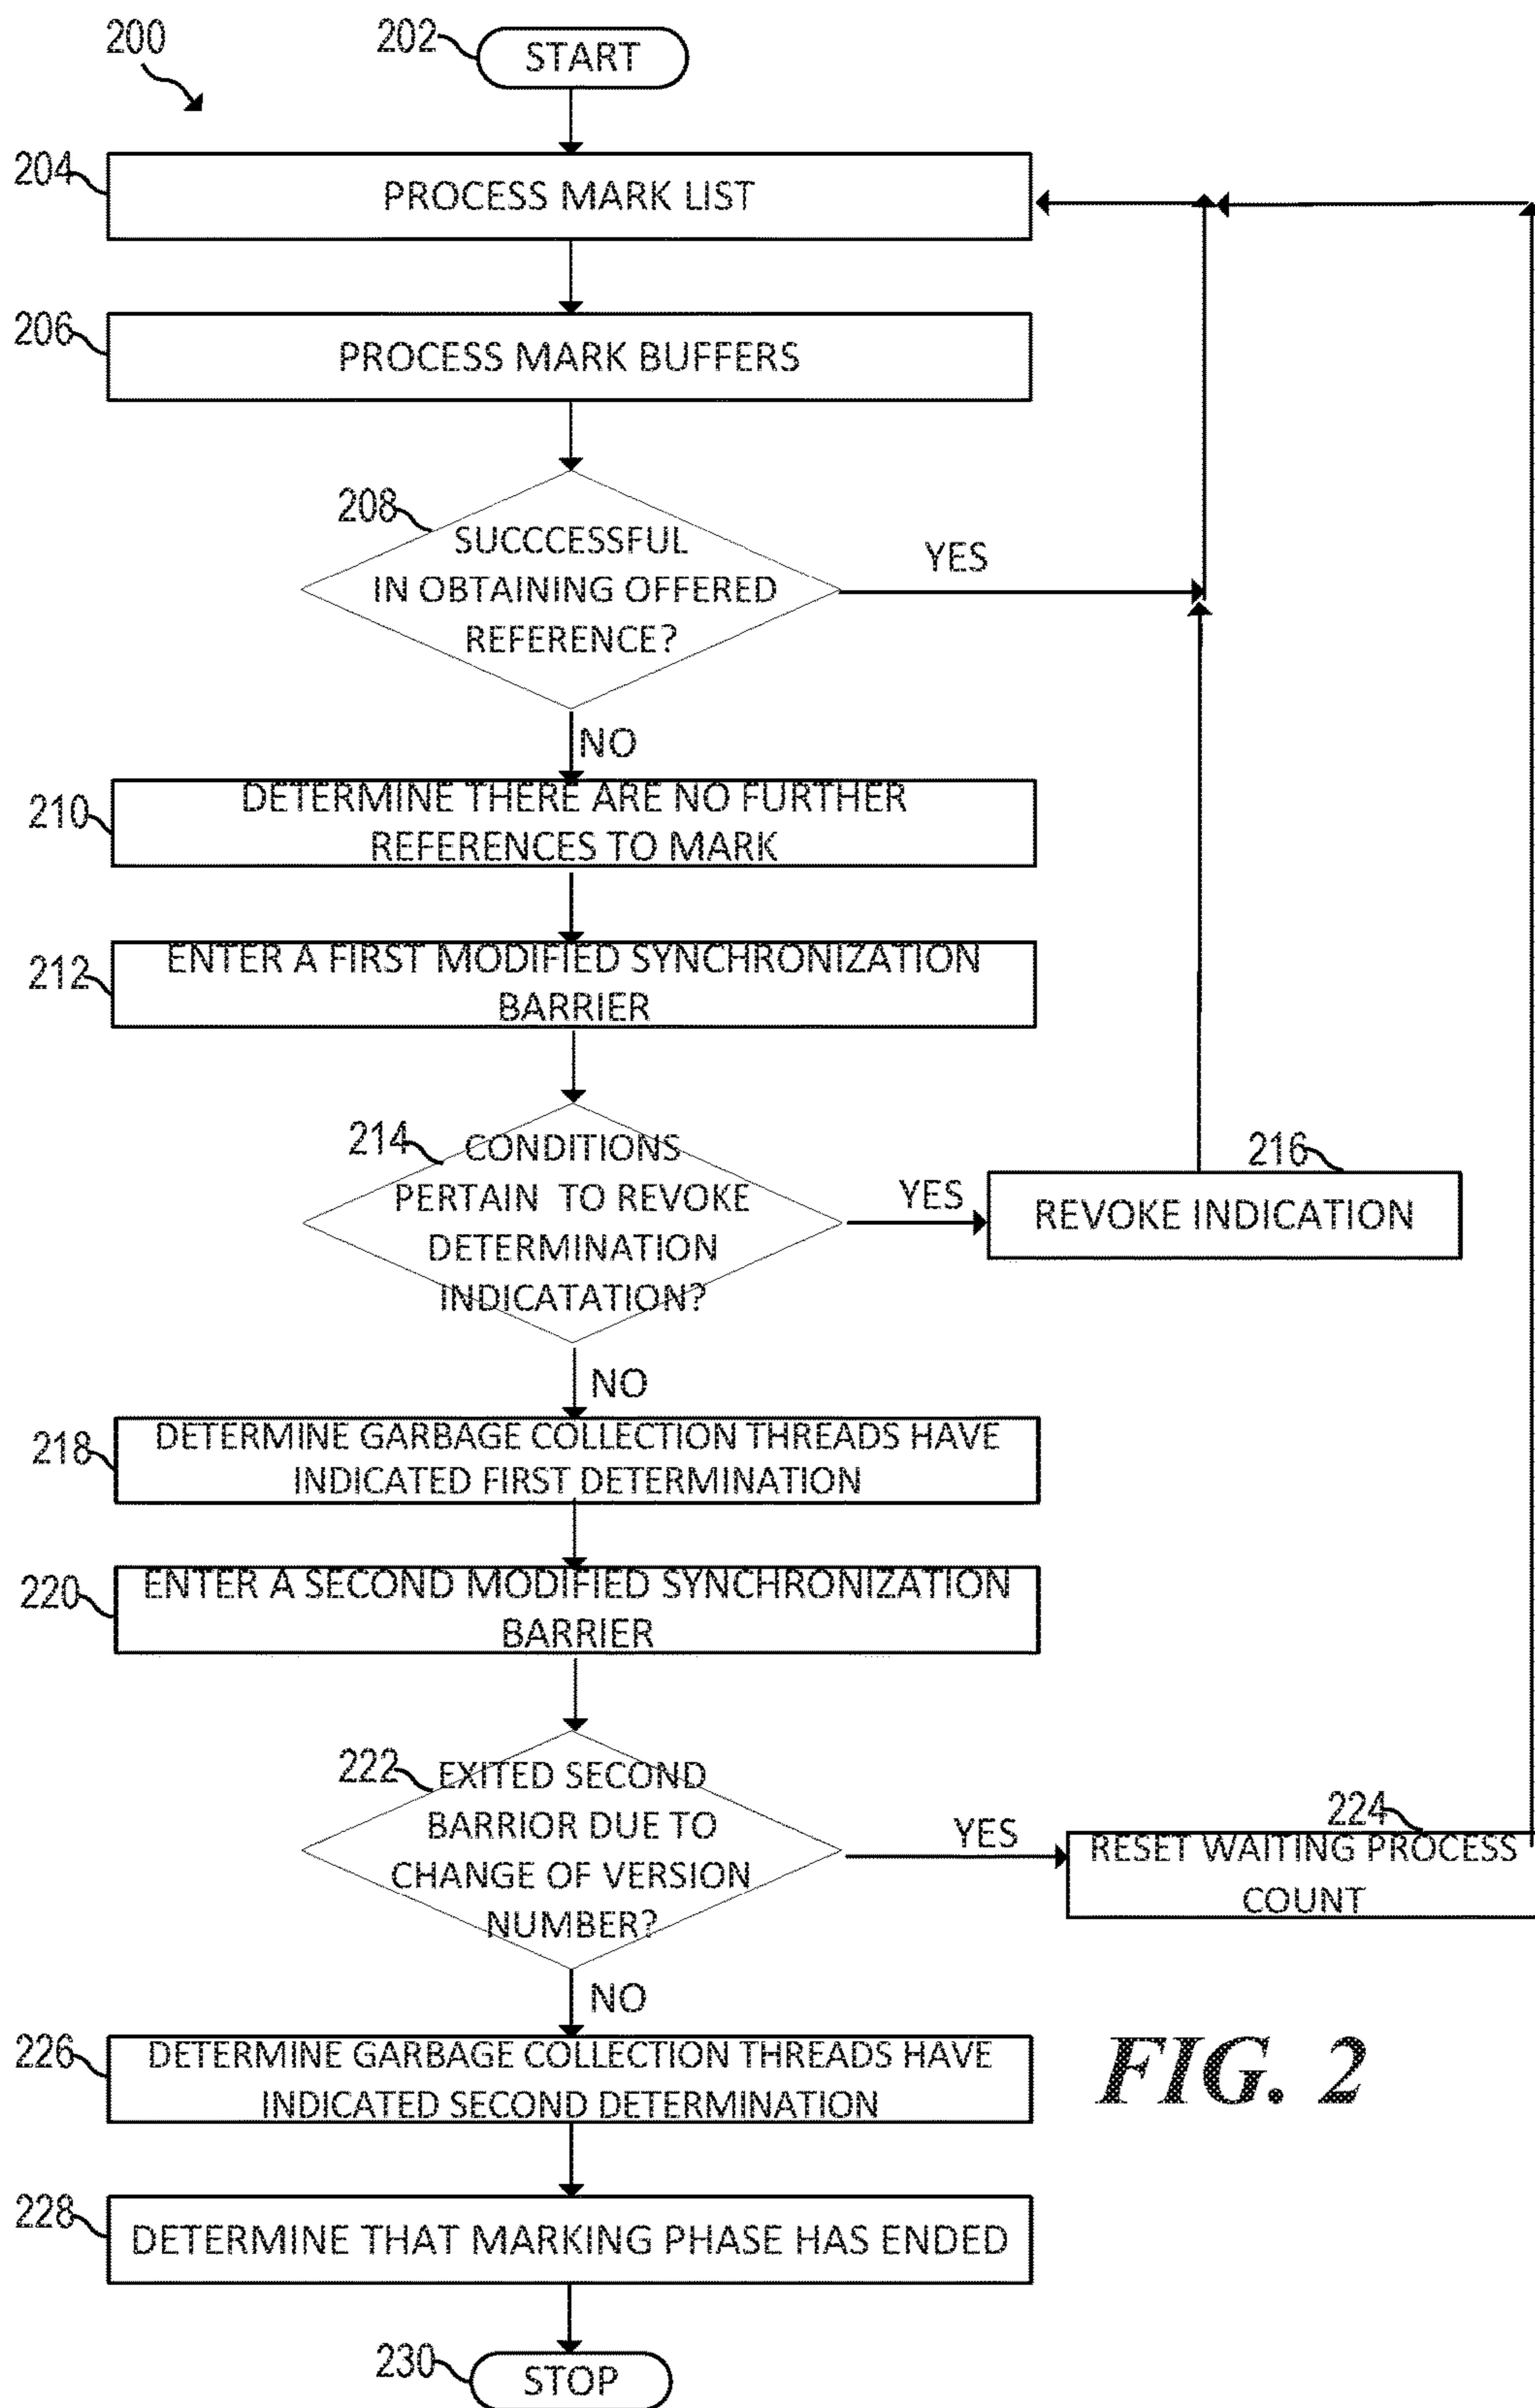 200
202
START
204
PROCESS MARK LIST
206
PROCESS MARK BUFFERS
208
SUCCCESSFUL
IN OBTAINING OFFERED
REFERENCE?
YES
NO
210
DETERMINE THERE ARE NO FURTHER
REFERENCES TO MARK
212
ENTER A FIRST MODIFIED SYNCHRONIZATION
BARRIER
214
CONDITIONS
PERTAIN TO REVOKE
DETERMINATION
INDICATATION?
YES
216
REVOKE INDICATION
NO
218
DETERMINE GARBAGE COLLECTION THREADS HAVE
INDICATED FIRST DETERMINATION
220
ENTER A SECOND MODIFIED SYNCHRONIZATION
BARRIER
222
EXITED SECOND
BARRIOR DUE TO
CHANGE OF VERSION
NUMBER?
YES
224
RESET WAITING PROCESS
COUNT
NO
226
DETERMINE GARBAGE COLLECTION THREADS HAVE
INDICATED SECOND DETERMINATION
FIG. 2
228
DETERMINE THAT MARKING PHASE HAS ENDED
230
STOP